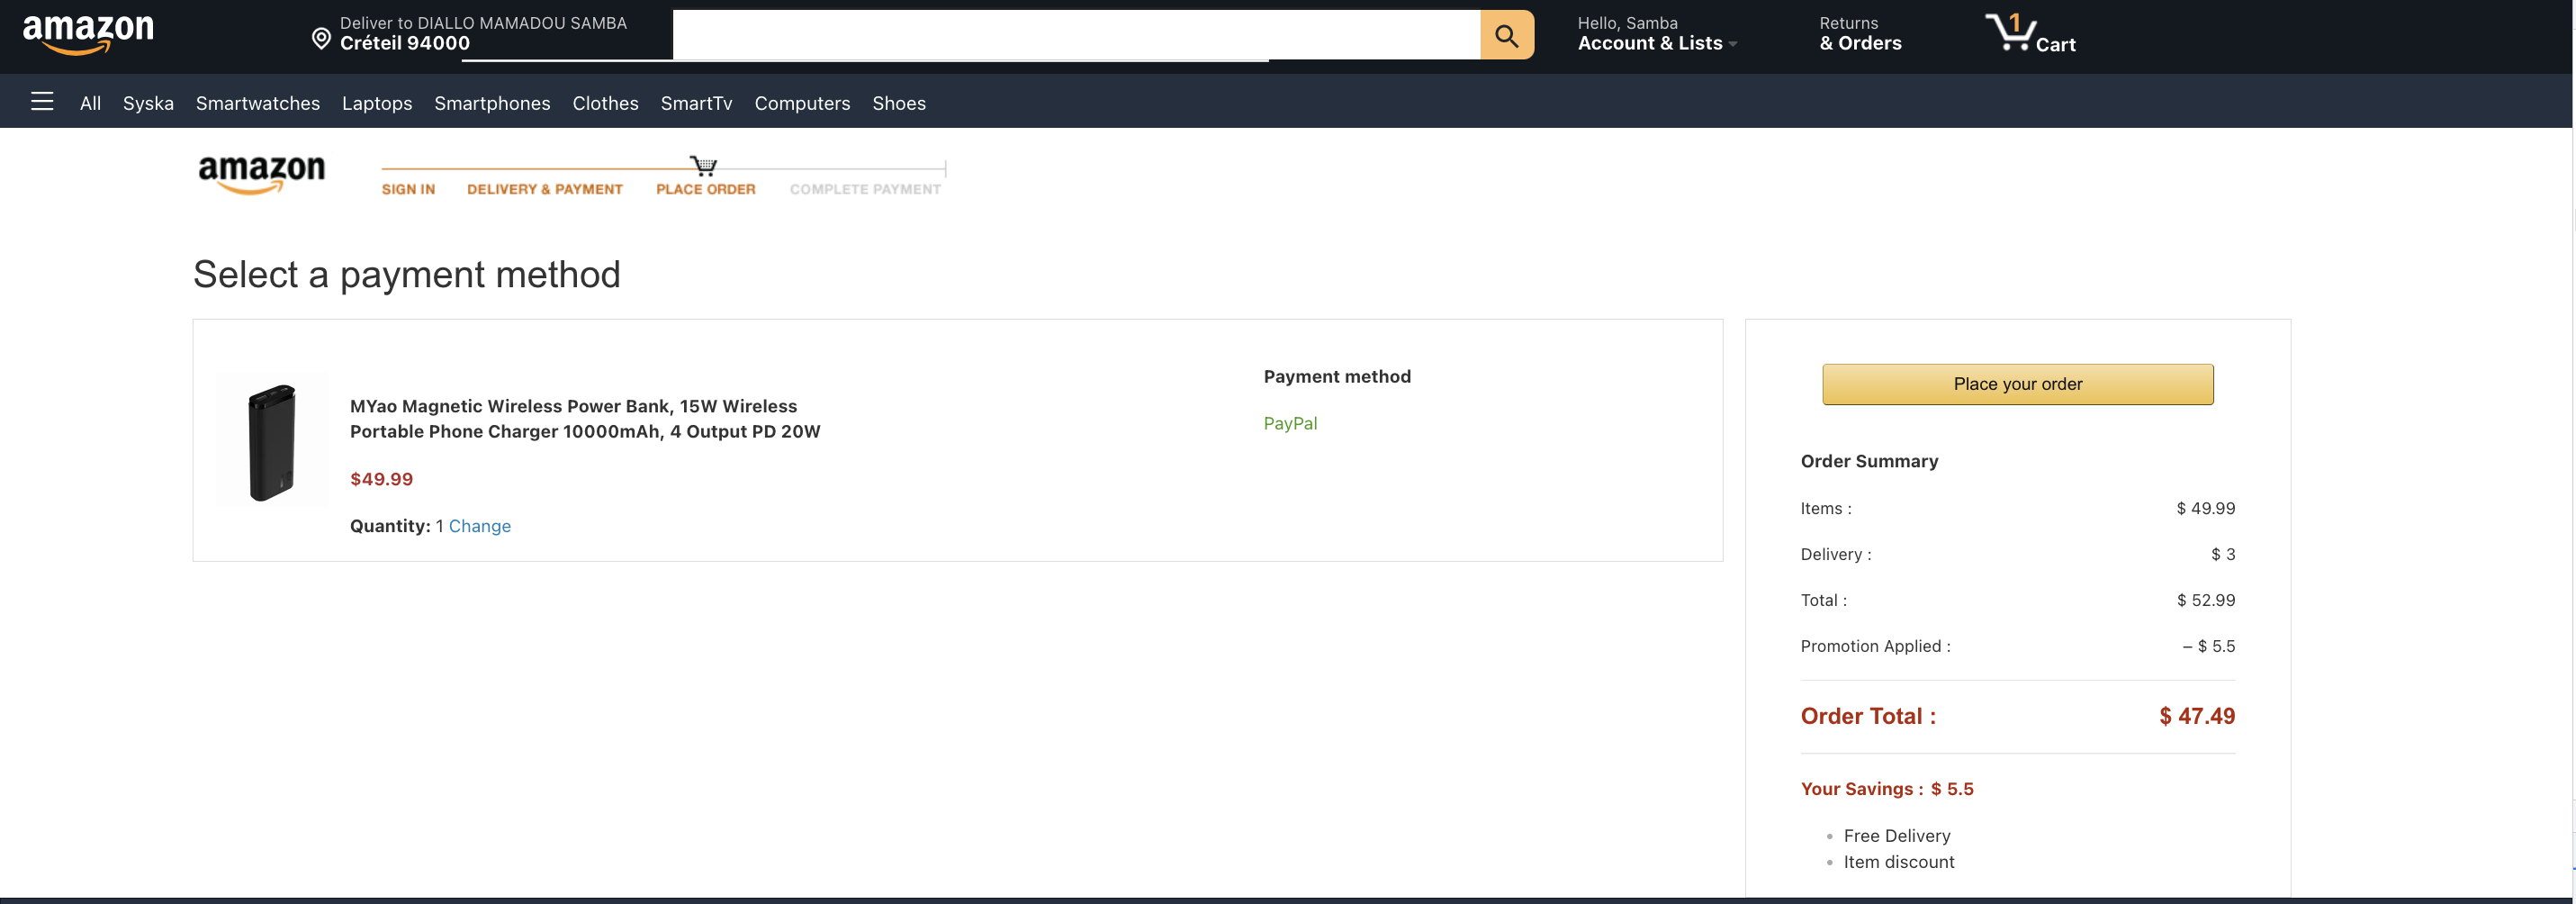 amazon
Deliver to DIALLO MAMADOU SAMBA
Créteil 94000
Hello, Samba
Account & Lists
Returns
& Orders
1
Cart
All Syska Smartwatches Laptops Smartphones Clothes SmartTv Computers Shoes
amazon
SIGN IN DELIVERY & PAYMENT PLACE ORDER COMPLETE PAYMENT
Select a payment method
MYao Magnetic Wireless Power Bank, 15W Wireless
Portable Phone Charger 10000mAh, 4 Output PD 20W
$49.99
Quantity: 1 Change
Payment method
PayPal
Place your order
Order Summary
Items : $ 49.99
Delivery : $ 3
Total : $ 52.99
Promotion Applied : – $ 5.5
Order Total : $ 47.49
Your Savings : $ 5.5
Free Delivery
Item discount